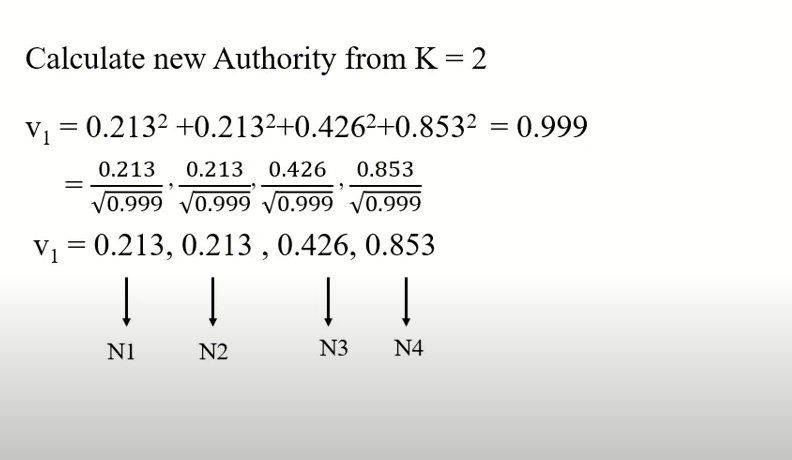 Calculate new Authority from K = 2
v₁ = 0.213² +0.213²+0.426²+0.853² = 0.999
= 0.213/√0.999 , 0.213/√0.999 , 0.426/√0.999 , 0.853/√0.999
v₁ = 0.213, 0.213 , 0.426, 0.853
N1 N2 N3 N4